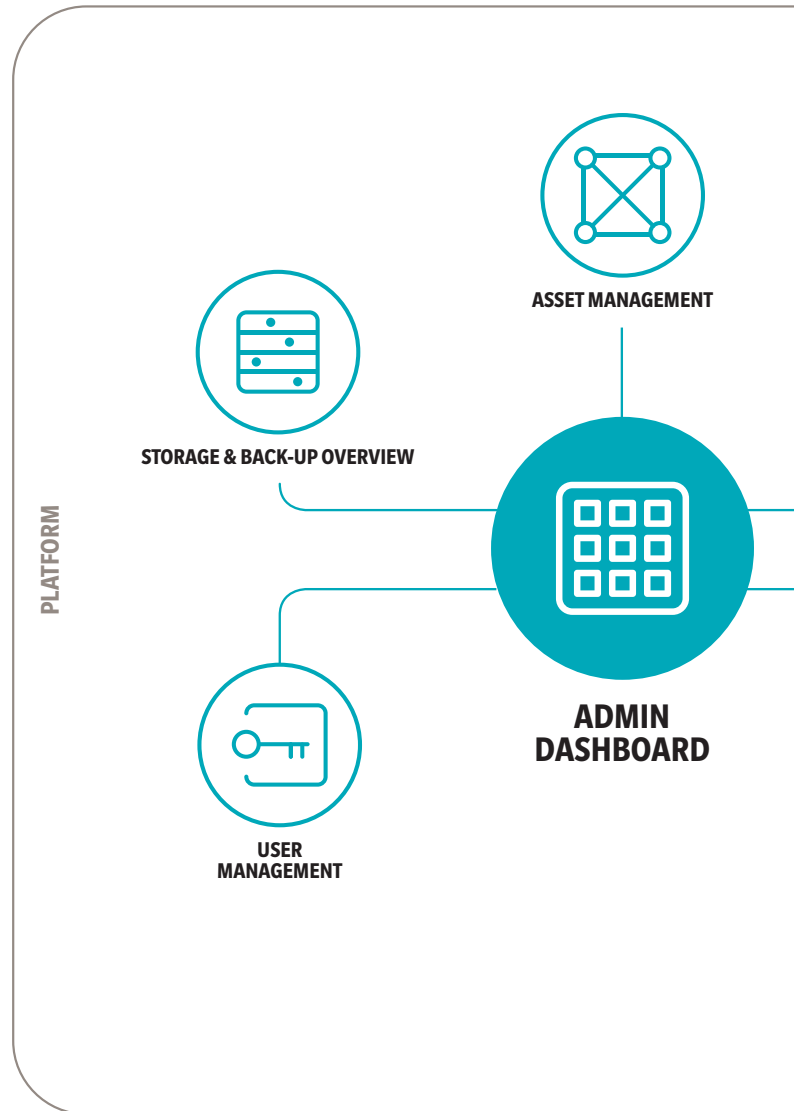 ASSET MANAGEMENT
STORAGE & BACK-UP OVERVIEW
PLATFORM
ADMIN
DASHBOARD
USER
MANAGEMENT